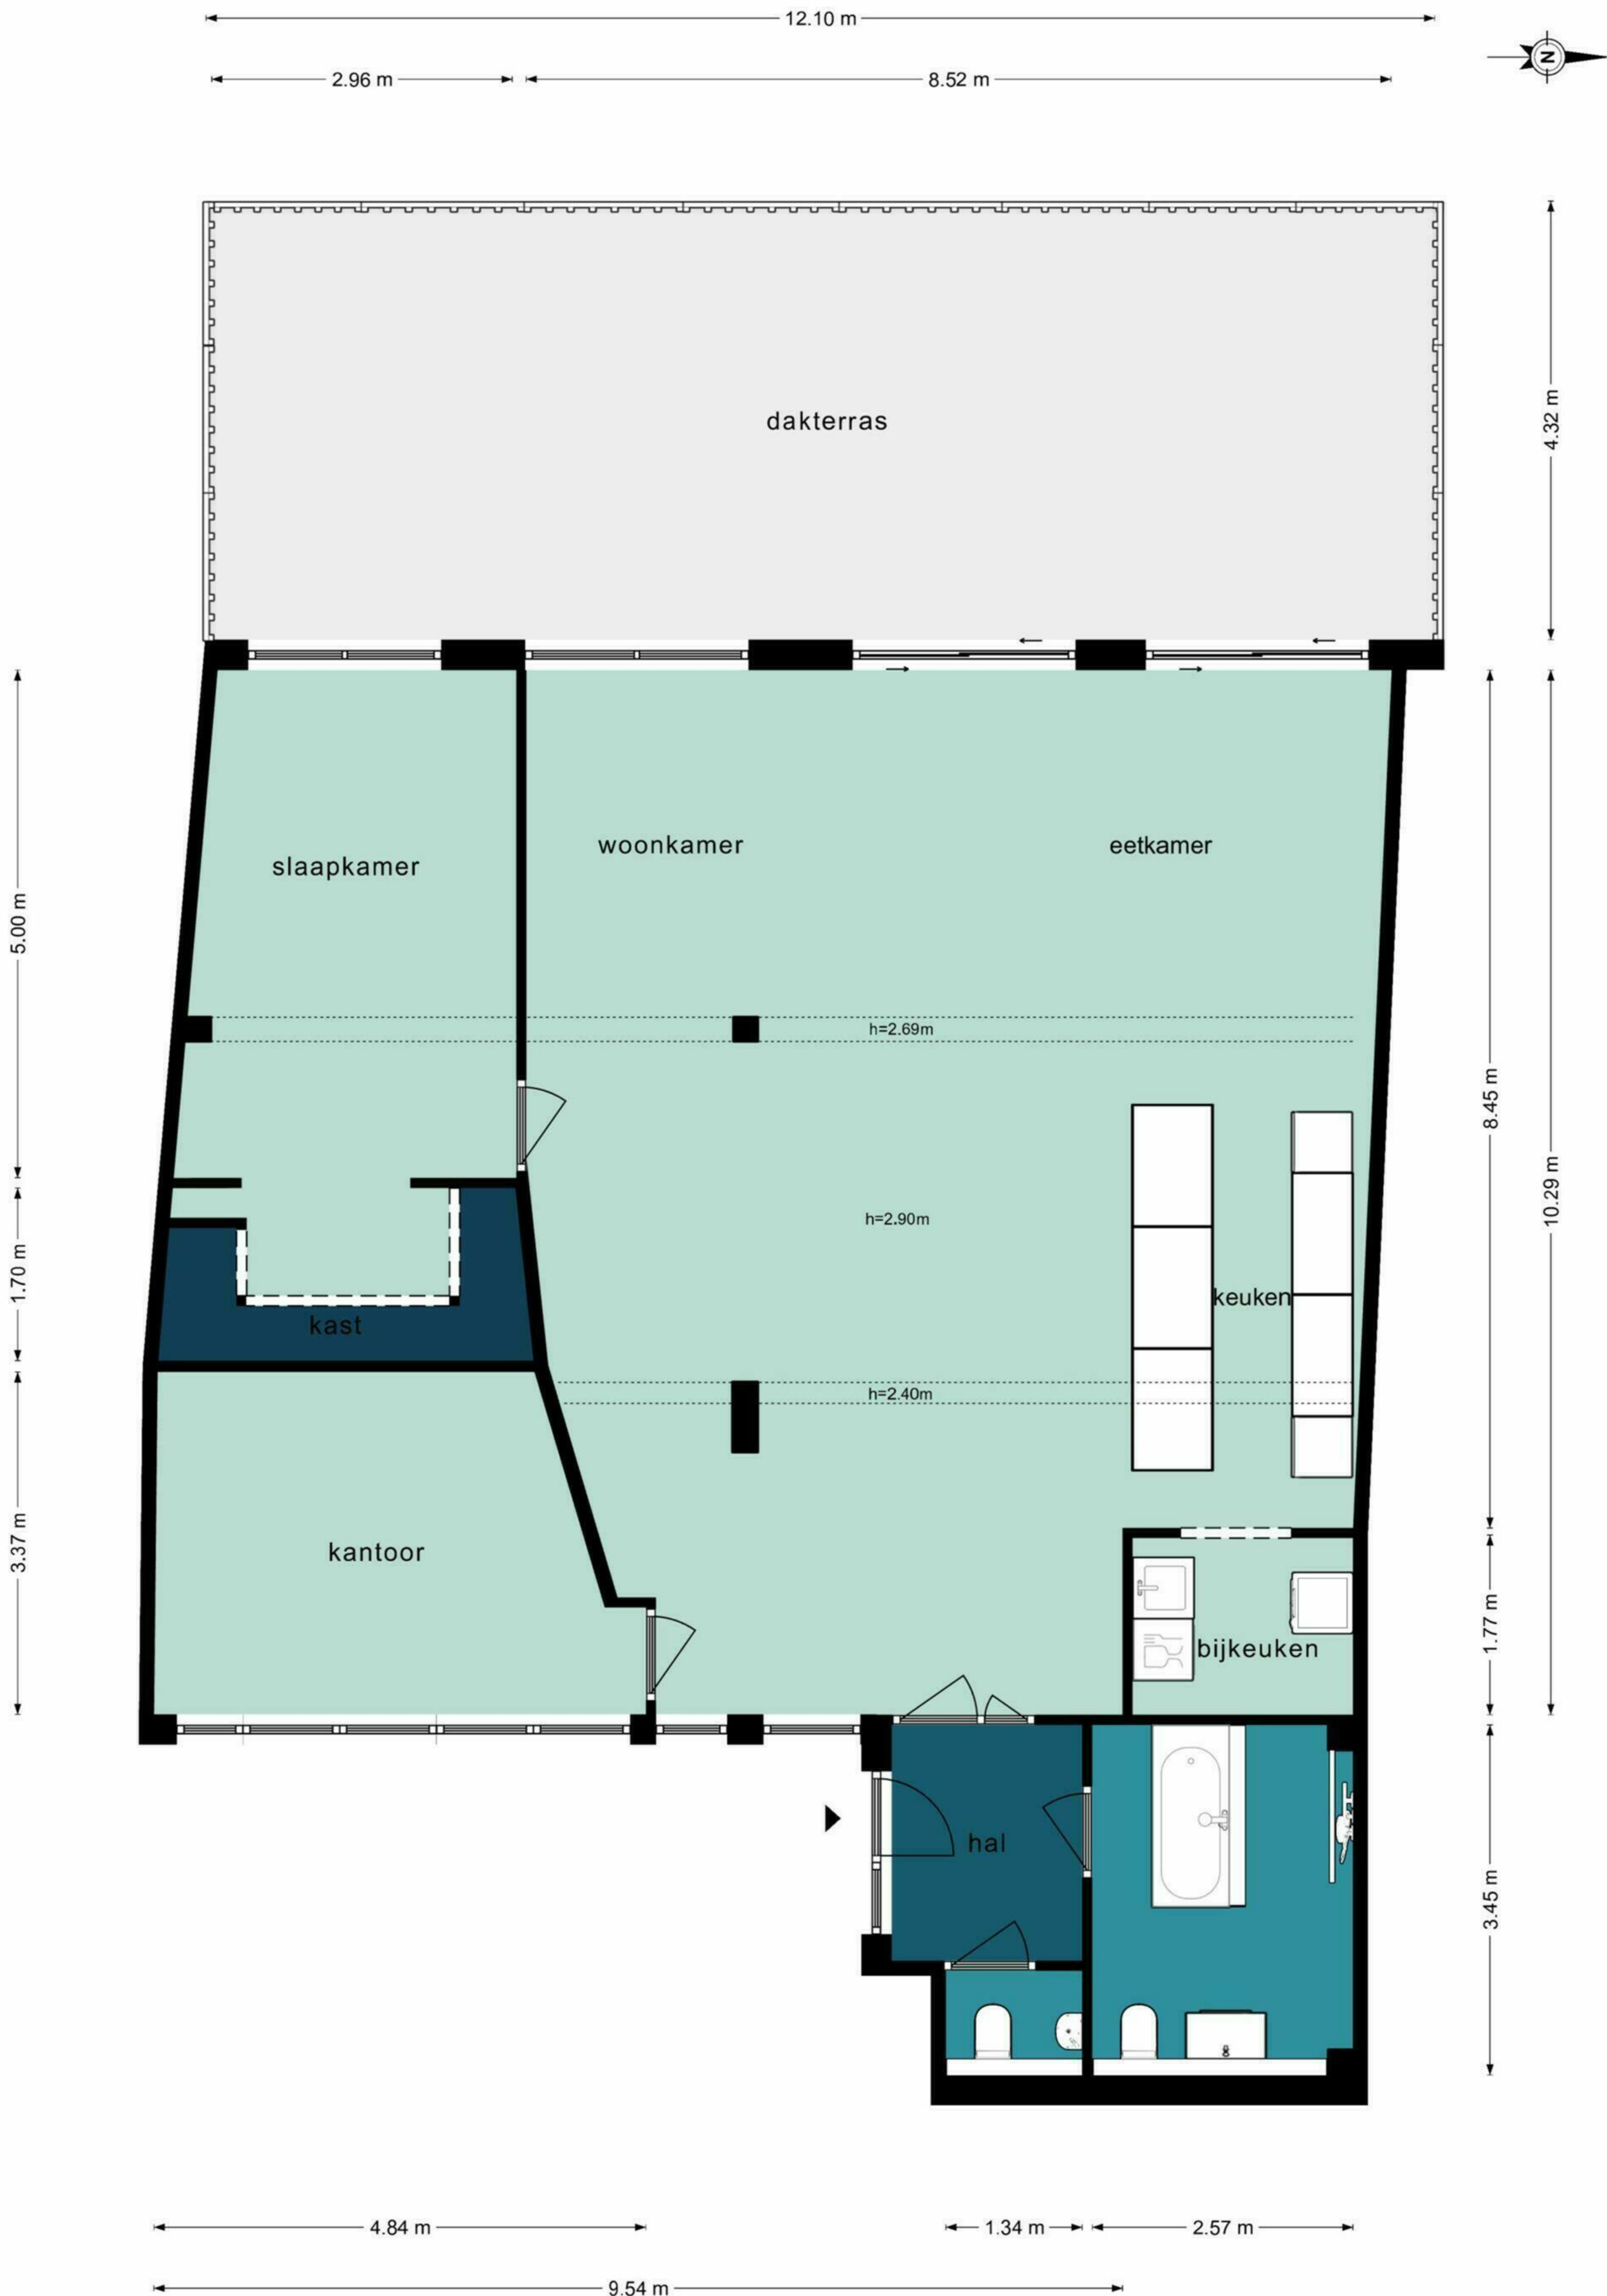 12.10 m
2.96 m
8.52 m
N
dakterras
4.32 m
woonkamer
eetkamer
slaapkamer
5.00 m
h=2.69m
8.45 m
10.29 m
h=2.90m
1.70 m
keuken
kast
h=2.40m
3.37 m
kantoor
1.77 m
bijkeuken
hal
3.45 m
4.84 m
1.34 m
2.57 m
9.54 m